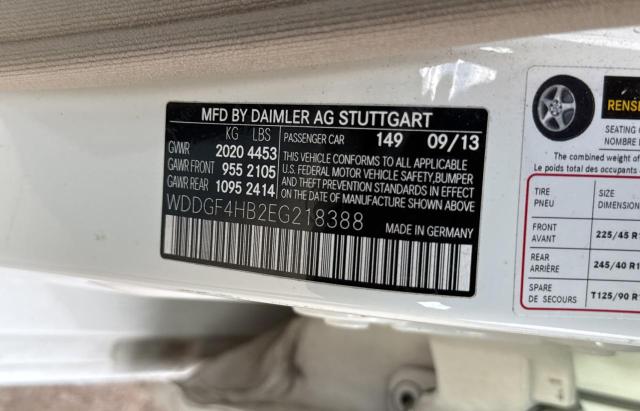 MFD BY DAIMLER AG STUTTGART
KG LBS
PASSENGER CAR 149 09/13
GVWR 2020 4453
GAWR FRONT 955 2105
GAWR REAR 1095 2414
THIS VEHICLE CONFORMS TO ALL APPLICABLE
U.S. FEDERAL MOTOR VEHICLE SAFETY,BUMPER
AND THEFT PREVENTION STANDARDS IN EFFECT
ON THE DATE OF MANUFACTURE SHOWN ABOVE
WDDGF4HB2EG218388
MADE IN GERMANY
SEATING
NOMBRE
The combined weight of
Le poids total des occupants
TIRE
PNEU
SIZE
FRONT
AVANT
225/45
REAR
ARRIÈRE
245/40
SPARE
DE SECOURS
T125/90